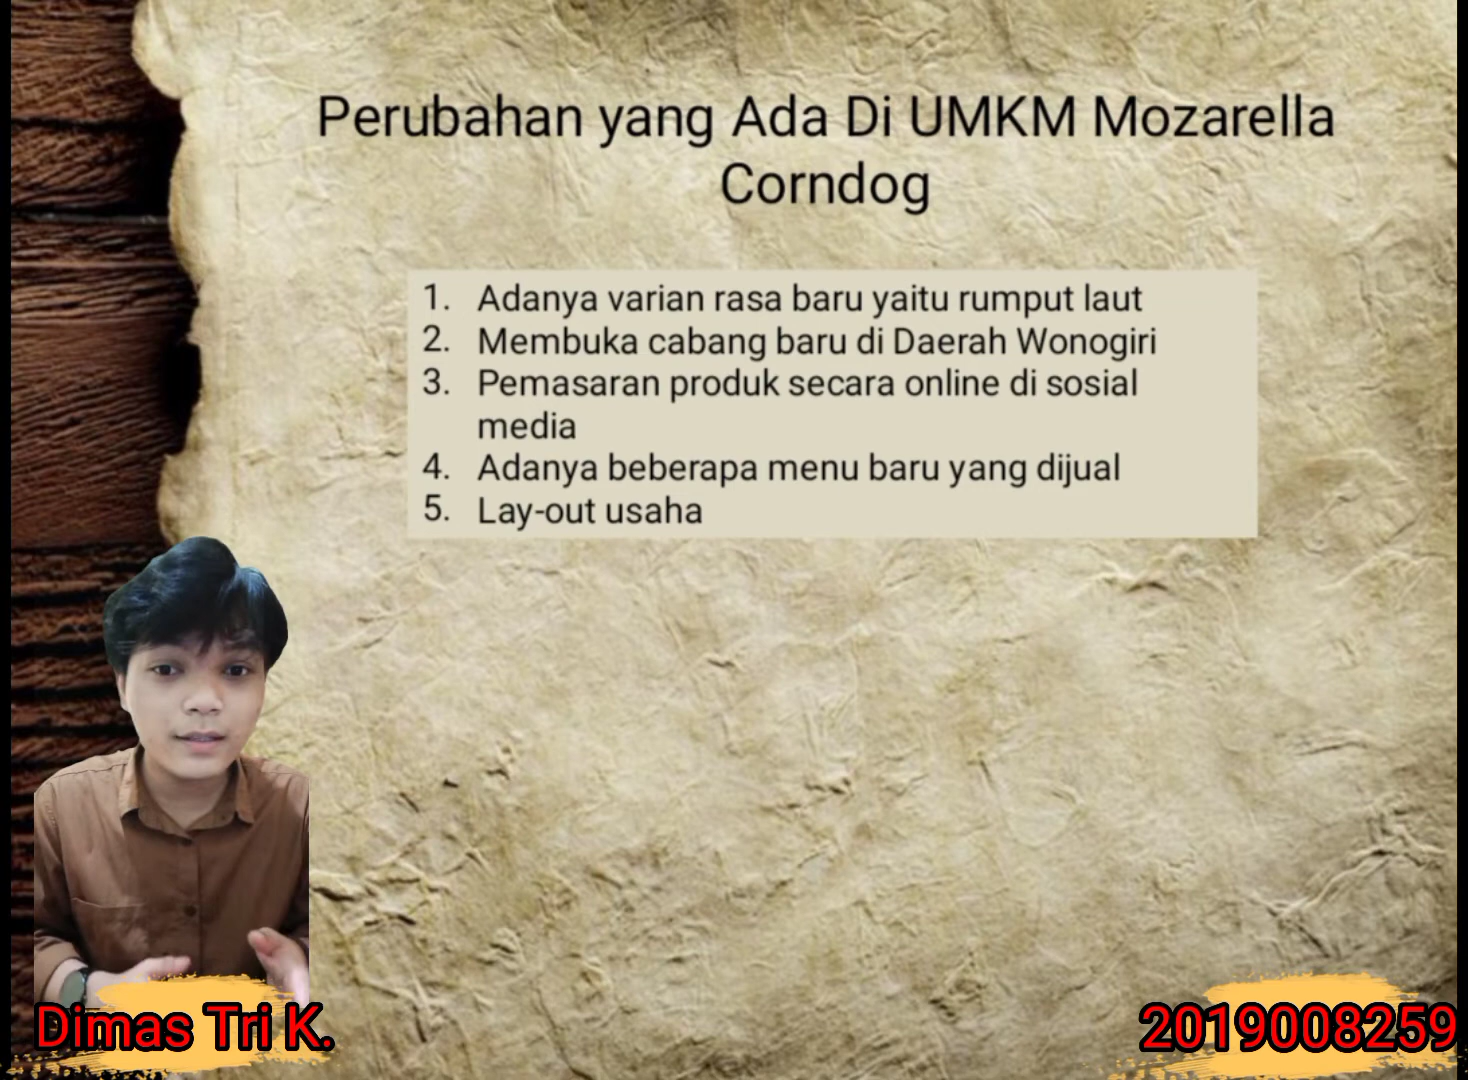 Perubahan yang Ada Di UMKM Mozarella
Corndog
1. Adanya varian rasa baru yaitu rumput laut
2. Membuka cabang baru di Daerah Wonogiri
3. Pemasaran produk secara online di sosial
media
4. Adanya beberapa menu baru yang dijual
5. Lay-out usaha
Dimas Tri K.
2019008259